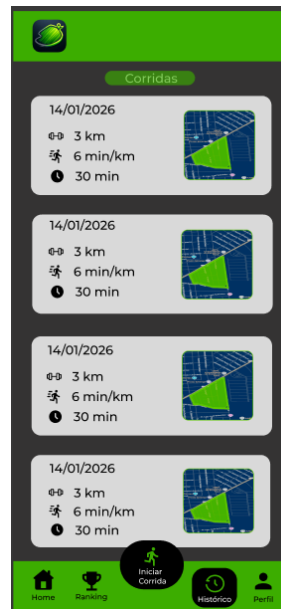 Corridas
14/01/2026
3 km
6 min/km
30 min
14/01/2026
3 km
6 min/km
30 min
14/01/2026
3 km
6 min/km
30 min
14/01/2026
3 km
6 min/km
30 min
Home
Ranking
Iniciar
Corrida
Histórico
Perfil